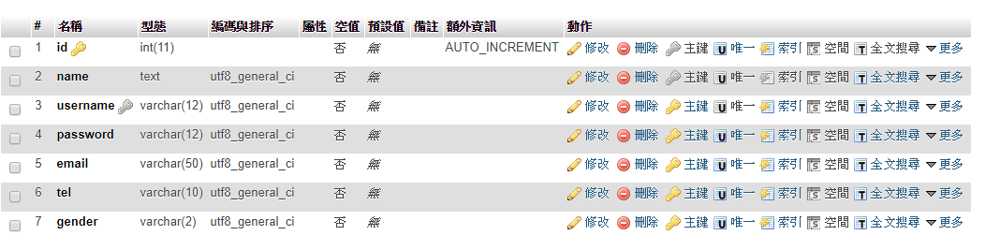 # 名稱 型態 編碼與排序 屬性 空值 預設值 備註 額外資訊 動作
1 id int(11) 否 無 AUTO_INCREMENT 修改 刪除 主鍵 唯一 索引 空間 全文搜尋 更多
2 name text utf8_general_ci 否 無 修改 刪除 主鍵 唯一 索引 空間 全文搜尋 更多
3 username varchar(12) utf8_general_ci 否 無 修改 刪除 主鍵 唯一 索引 空間 全文搜尋 更多
4 password varchar(12) utf8_general_ci 否 無 修改 刪除 主鍵 唯一 索引 空間 全文搜尋 更多
5 email varchar(50) utf8_general_ci 否 無 修改 刪除 主鍵 唯一 索引 空間 全文搜尋 更多
6 tel varchar(10) utf8_general_ci 否 無 修改 刪除 主鍵 唯一 索引 空間 全文搜尋 更多
7 gender varchar(2) utf8_general_ci 否 無 修改 刪除 主鍵 唯一 索引 空間 全文搜尋 更多